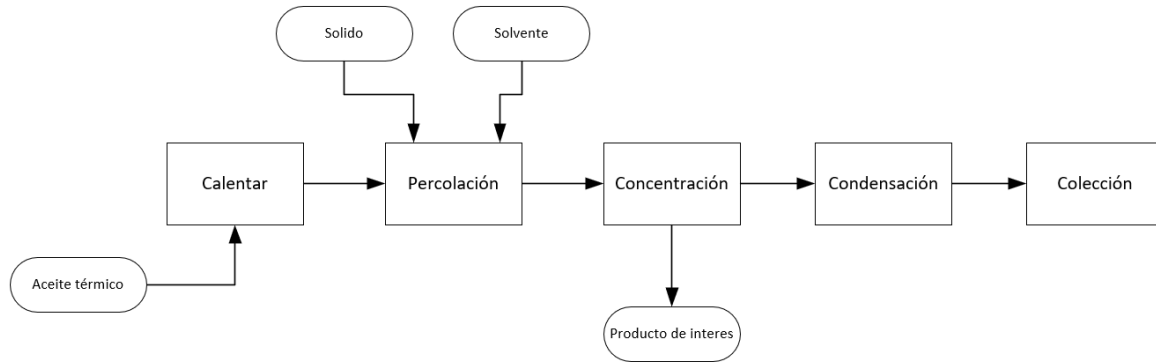 Solido
Solvente
Calentar
Percolación
Concentración
Condensación
Colección
Aceite térmico
Producto de interes